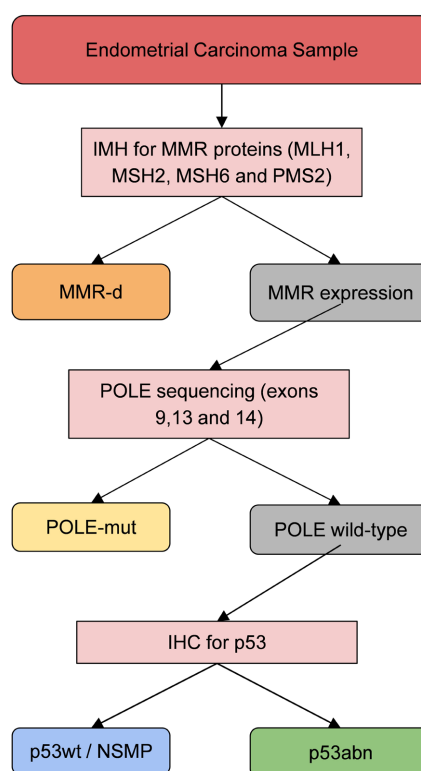 Endometrial Carcinoma Sample
IMH for MMR proteins (MLH1,
MSH2, MSH6 and PMS2)
MMR-d
MMR expression
POLE sequencing (exons
9,13 and 14)
POLE-mut
POLE wild-type
IHC for p53
p53wt / NSMP
p53abn